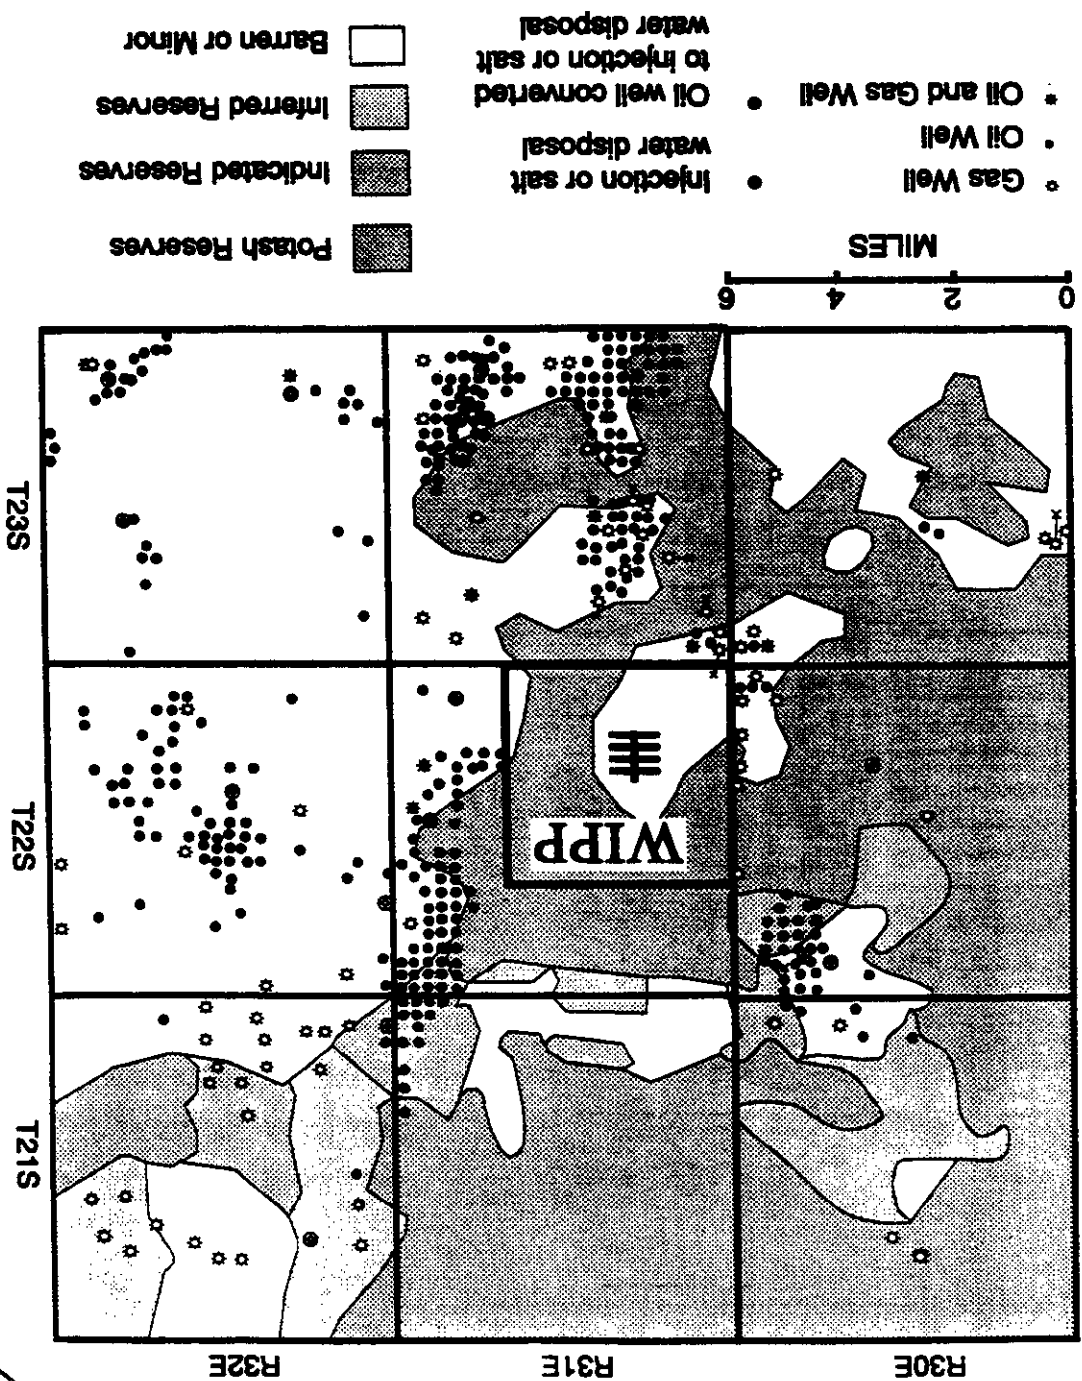 R30E R31E R32E
T21S
WIPP
T22S
T23S
0 2 4 6
MILES
Gas Well
Oil Well
Oil and Gas Well
Injection or salt
water disposal
Oil well converted
to injection or salt
water disposal
Potash Reserves
Indicated Reserves
Inferred Reserves
Barren or Minor